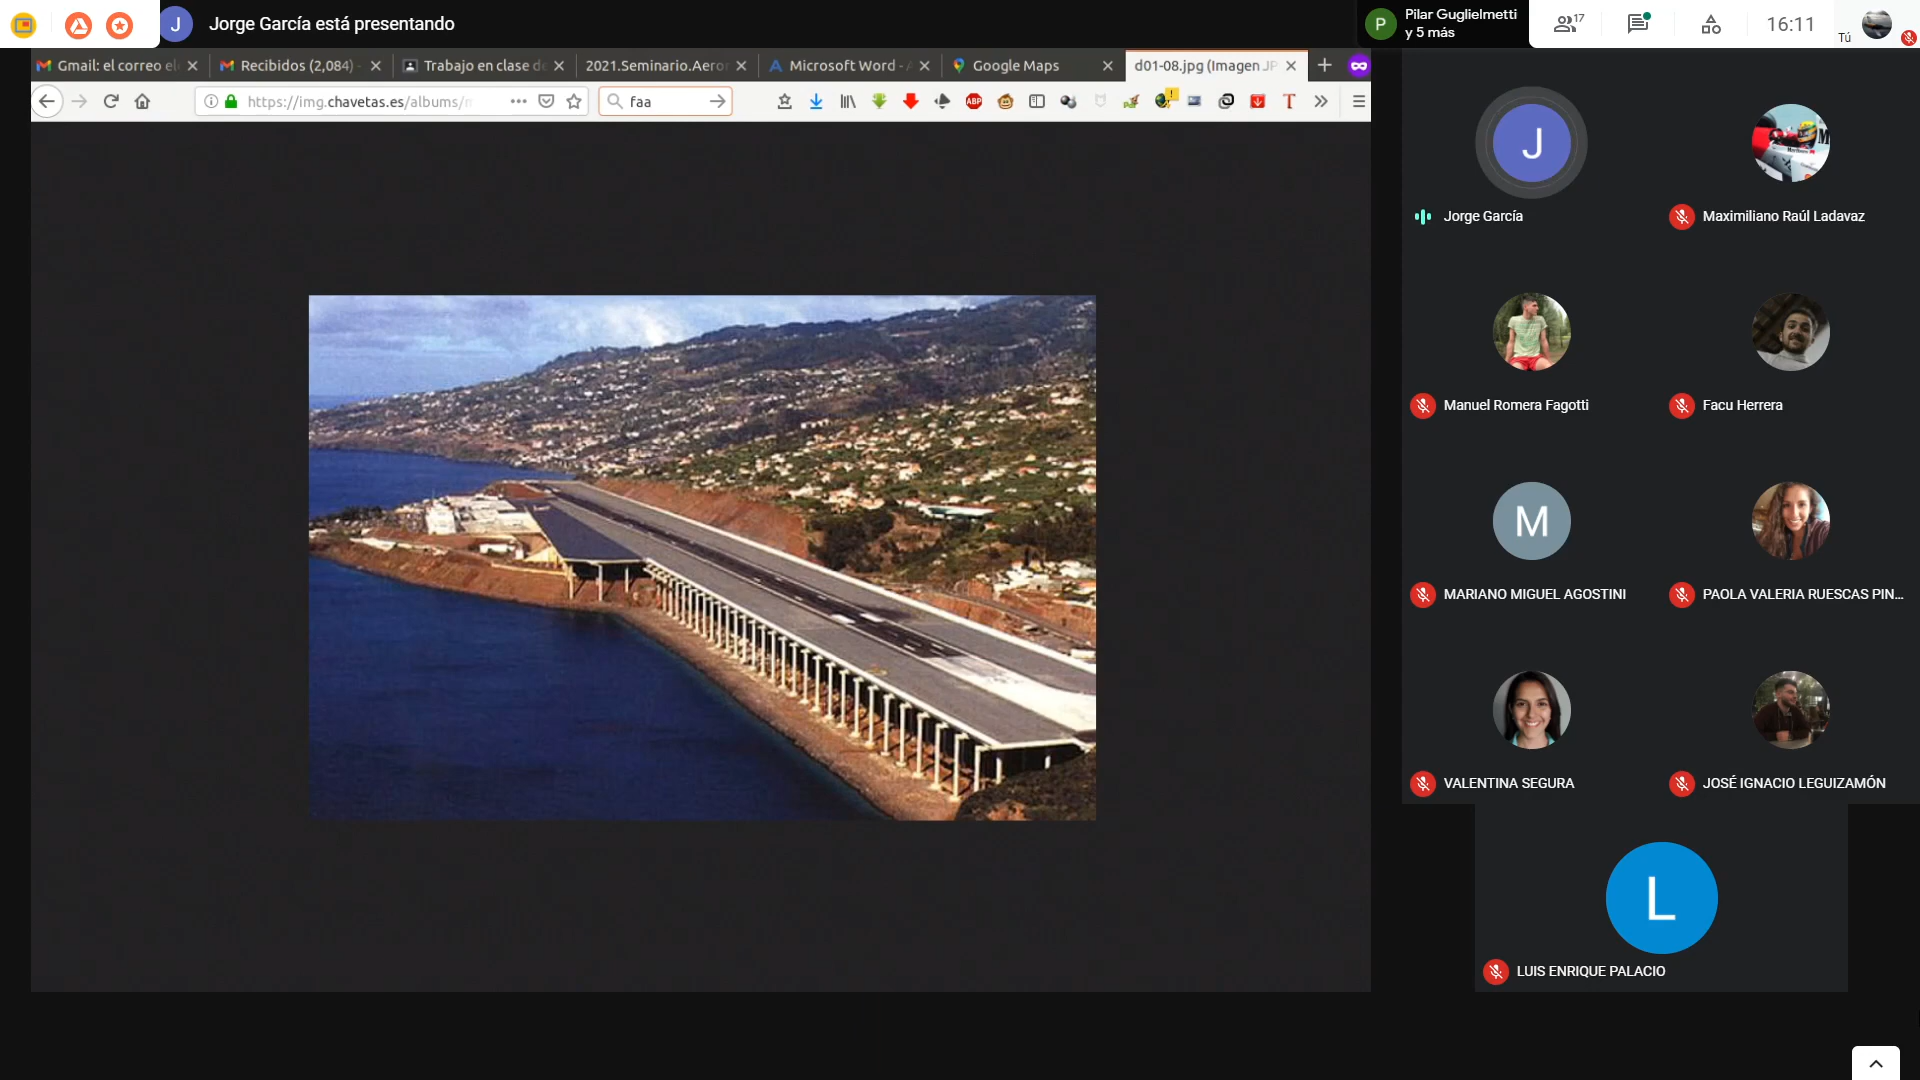 J
Jorge García está presentando
P
Pilar Guglielmetti
y 5 más
17
16:11
Tú
Gmail: el correo el
Recibidos (2,084) -
Trabajo en clase de
2021.Seminario.Aeror
Microsoft Word - A
Google Maps
d01-08.jpg (Imagen JP
https://img.chavetas.es/albums/m
faa
ABP
T
J
Jorge García
Maximiliano Raúl Ladavaz
Manuel Romera Fagotti
Facu Herrera
M
MARIANO MIGUEL AGOSTINI
PAOLA VALERIA RUESCAS PIN...
VALENTINA SEGURA
JOSÉ IGNACIO LEGUIZAMÓN
L
LUIS ENRIQUE PALACIO